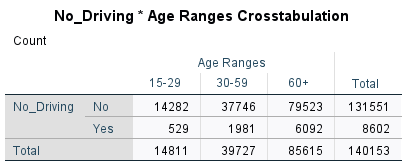 No_Driving * Age Ranges Crosstabulation
Count
Age Ranges
15-29 30-59 60+ Total
No_Driving No 14282 37746 79523 131551
Yes 529 1981 6092 8602
Total 14811 39727 85615 140153